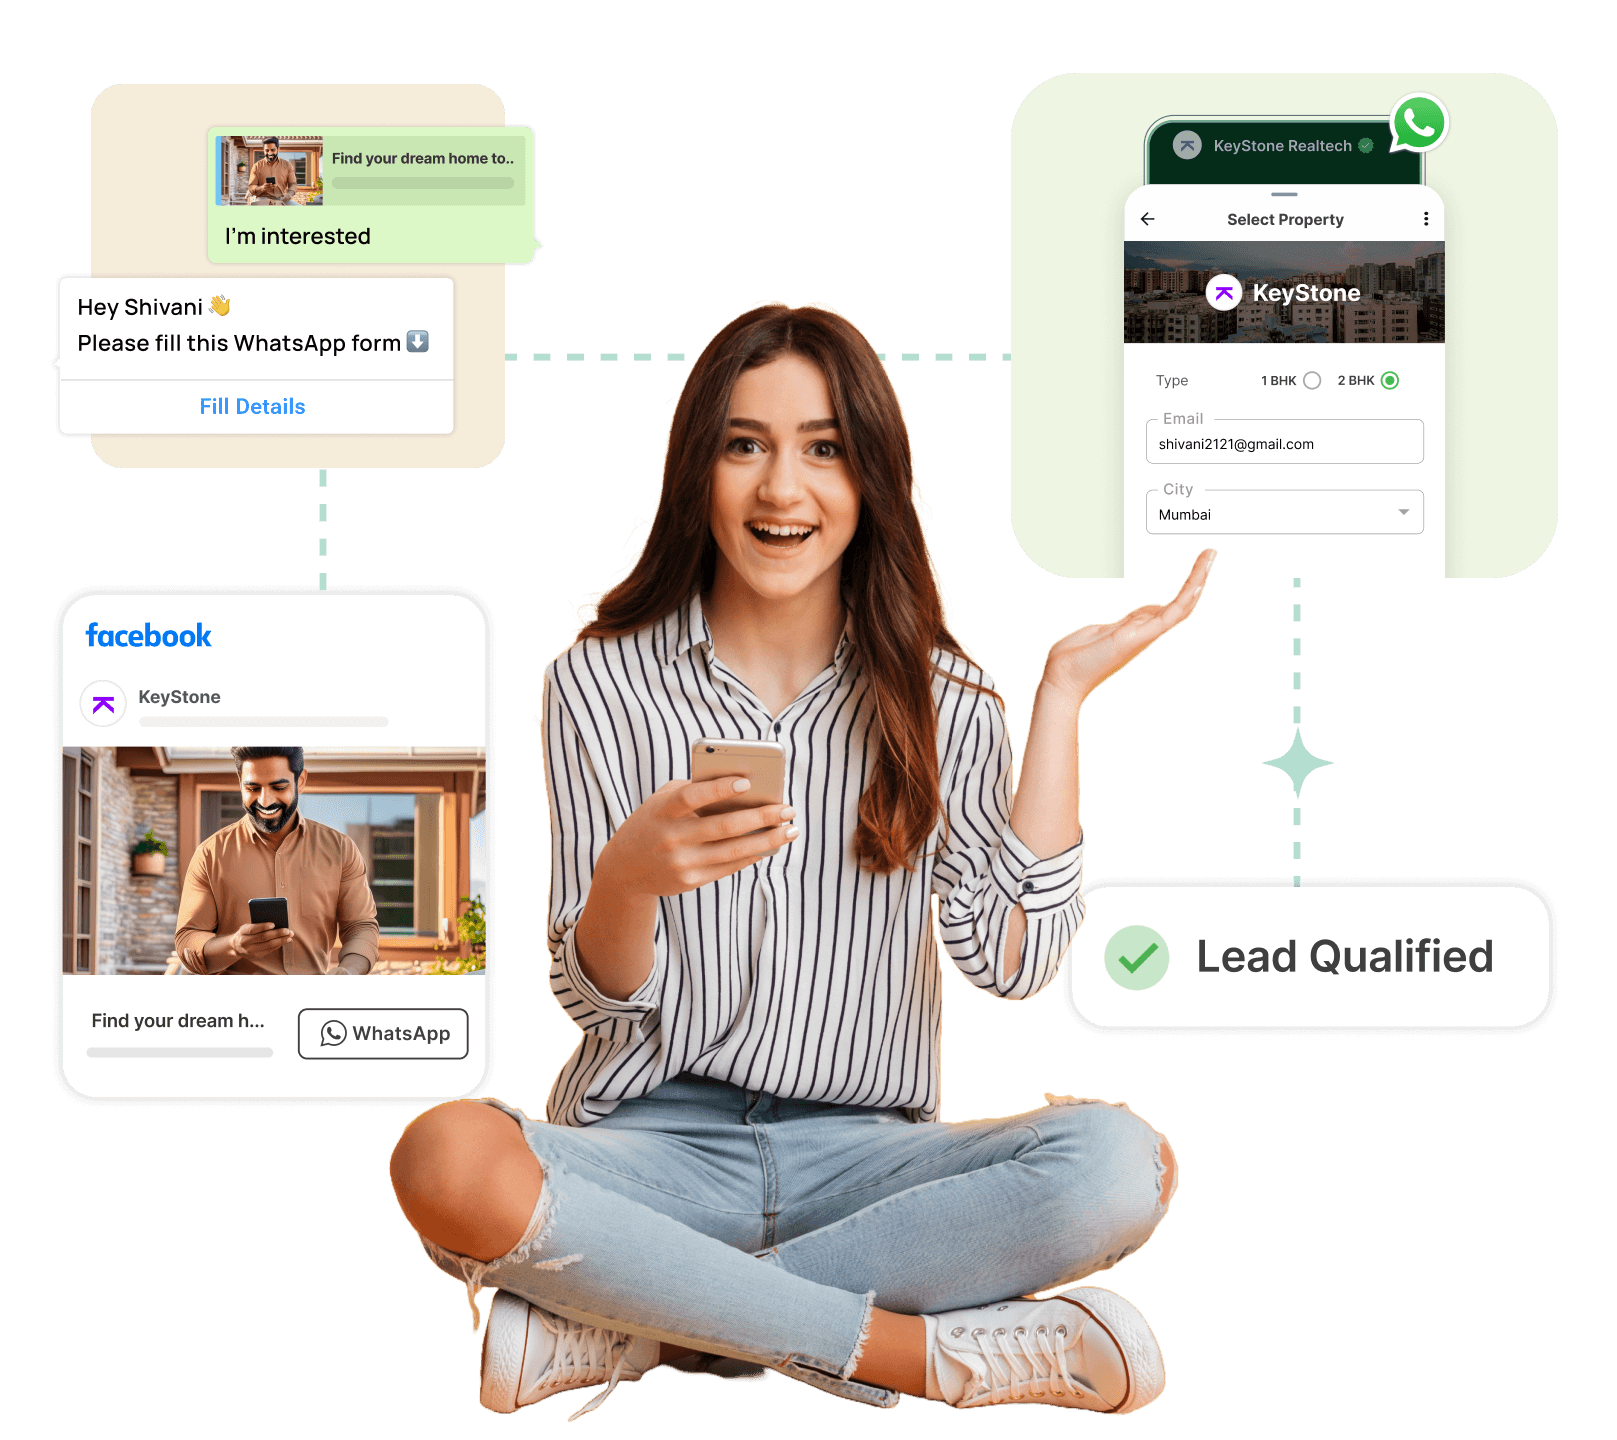 Find your dream home to..
I'm interested
Hey Shivani 👋
Please fill this WhatsApp form ⬇️
Fill Details
facebook
KeyStone
Find your dream h...
WhatsApp
KeyStone Realtech
Select Property
KeyStone
Type 1 BHK 2 BHK
Email
shivani2121@gmail.com
City
Mumbai
Lead Qualified